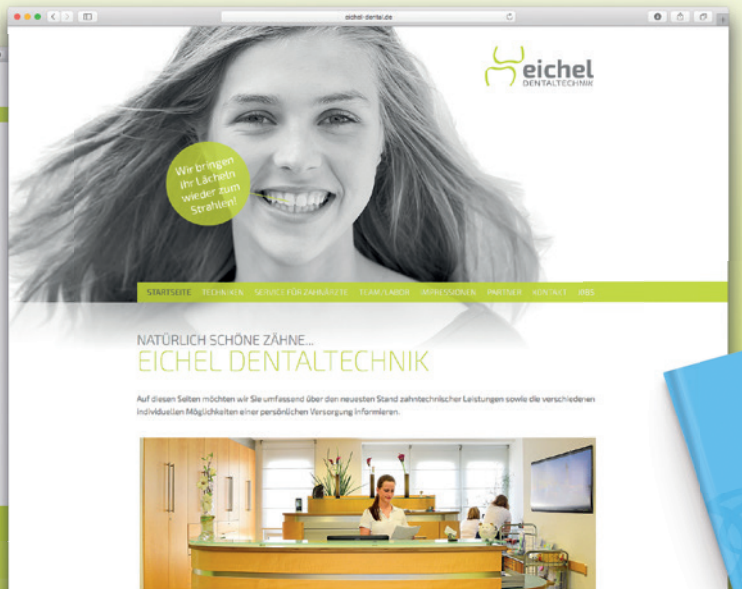 eichel-dental.de
eichel
DENTALTECHNIK
Wir bringen
Ihr Lächeln
wieder zum
Strahlen!
STARTSEITE TECHNIKEN SERVICE FÜR ZAHNÄRZTE TEAM/LABOR IMPRESSIONEN PARTNER KONTAKT JOBS
NATÜRLICH SCHÖNE ZÄHNE...
EICHEL DENTALTECHNIK
Auf diesen Seiten möchten wir Sie umfassend über den neuesten Stand zahntechnischer Leistungen sowie die verschiedenen
individuellen Möglichkeiten einer persönlichen Versorgung informieren.